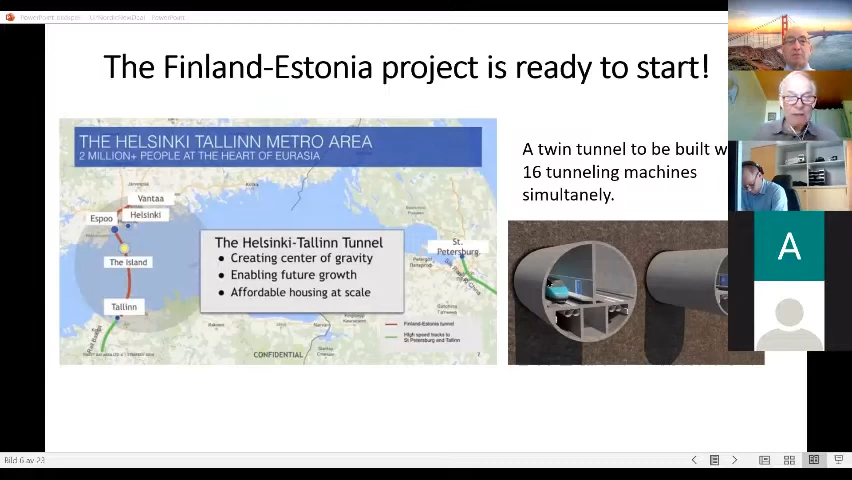 The Finland-Estonia project is ready to start!
THE HELSINKI TALLINN METRO AREA
2 MILLION+ PEOPLE AT THE HEART OF EURASIA
Vantaa
Helsinki
Espoo
The Island
Tallinn
The Helsinki-Tallinn Tunnel
• Creating center of gravity
• Enabling future growth
• Affordable housing at scale
St.
Petersburg
Finland-Estonia tunnel
High speed tracks to
St Petersburg and Tallinn
CONFIDENTIAL
7
A twin tunnel to be built w
16 tunneling machines
simultanely.
A
Bild 6 av 23